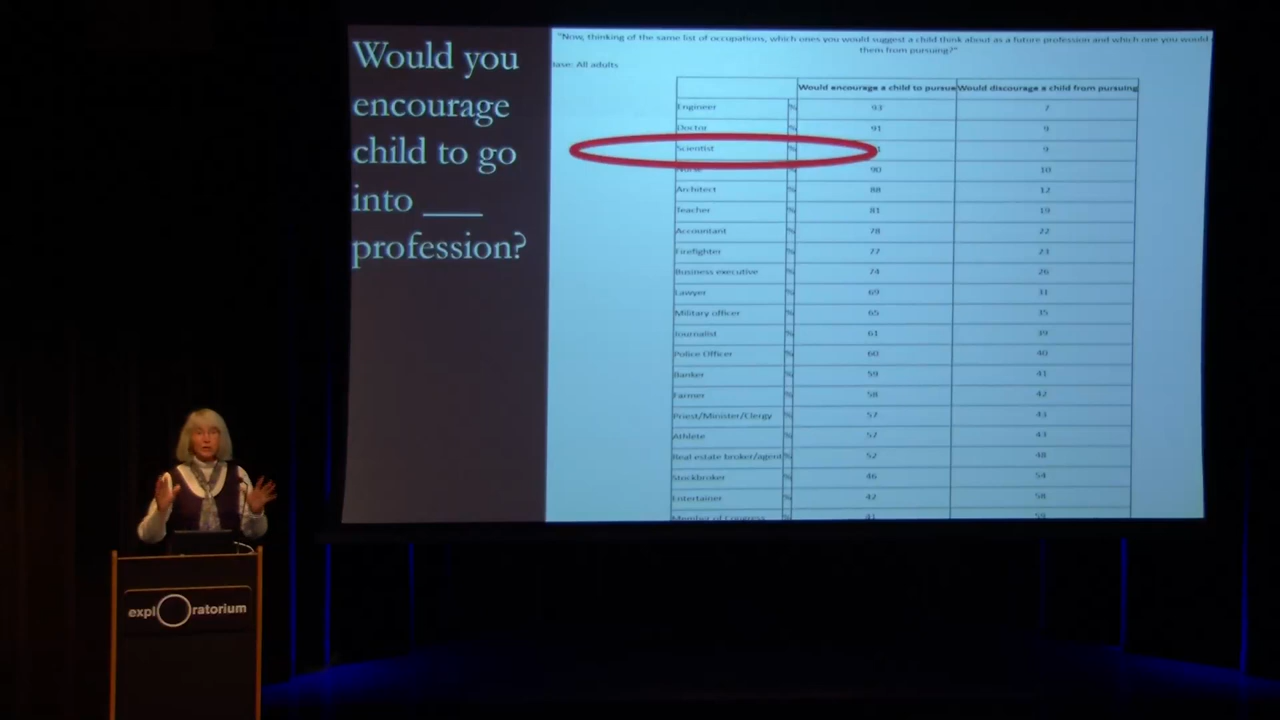 Would you
encourage
child to go
into ___
profession?
"Now, thinking of the same list of occupations, which ones you would suggest a child think about as a future profession and which one you would
them from pursuing?"
Base: All adults
Would encourage a child to pursue Would discourage a child from pursuing
Engineer % 93 7
Doctor % 91 9
Scientist % 9
Nurse % 90 10
Architect % 88 12
Teacher % 81 19
Accountant % 78 22
Firefighter % 77 23
Business executive % 74 26
Lawyer % 69 31
Military officer % 65 35
Journalist % 61 39
Police Officer % 60 40
Banker % 59 41
Farmer % 58 42
Priest/Minister/Clergy % 57 43
Athlete % 57 43
Real estate broker/agent % 52 48
Stockbroker % 46 54
Entertainer % 42 58
Member of Congress % 41 59
exploratorium